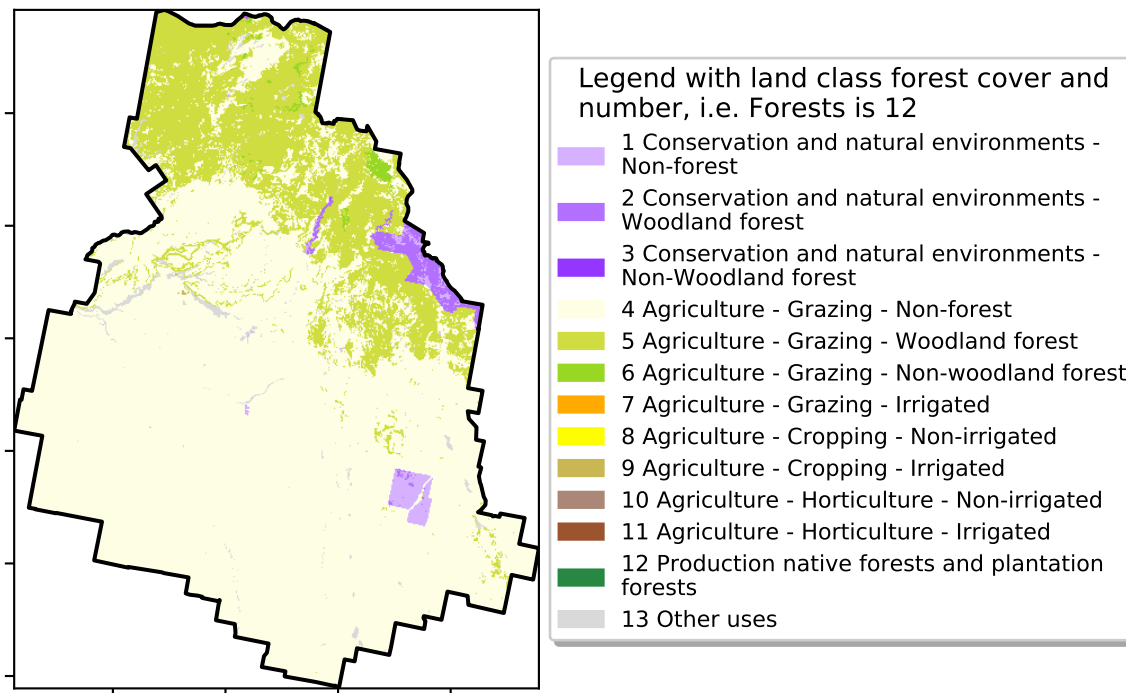 Legend with land class forest cover and
number, i.e. Forests is 12
1 Conservation and natural environments -
Non-forest
2 Conservation and natural environments -
Woodland forest
3 Conservation and natural environments -
Non-Woodland forest
4 Agriculture - Grazing - Non-forest
5 Agriculture - Grazing - Woodland forest
6 Agriculture - Grazing - Non-woodland forest
7 Agriculture - Grazing - Irrigated
8 Agriculture - Cropping - Non-irrigated
9 Agriculture - Cropping - Irrigated
10 Agriculture - Horticulture - Non-irrigated
11 Agriculture - Horticulture - Irrigated
12 Production native forests and plantation
forests
13 Other uses